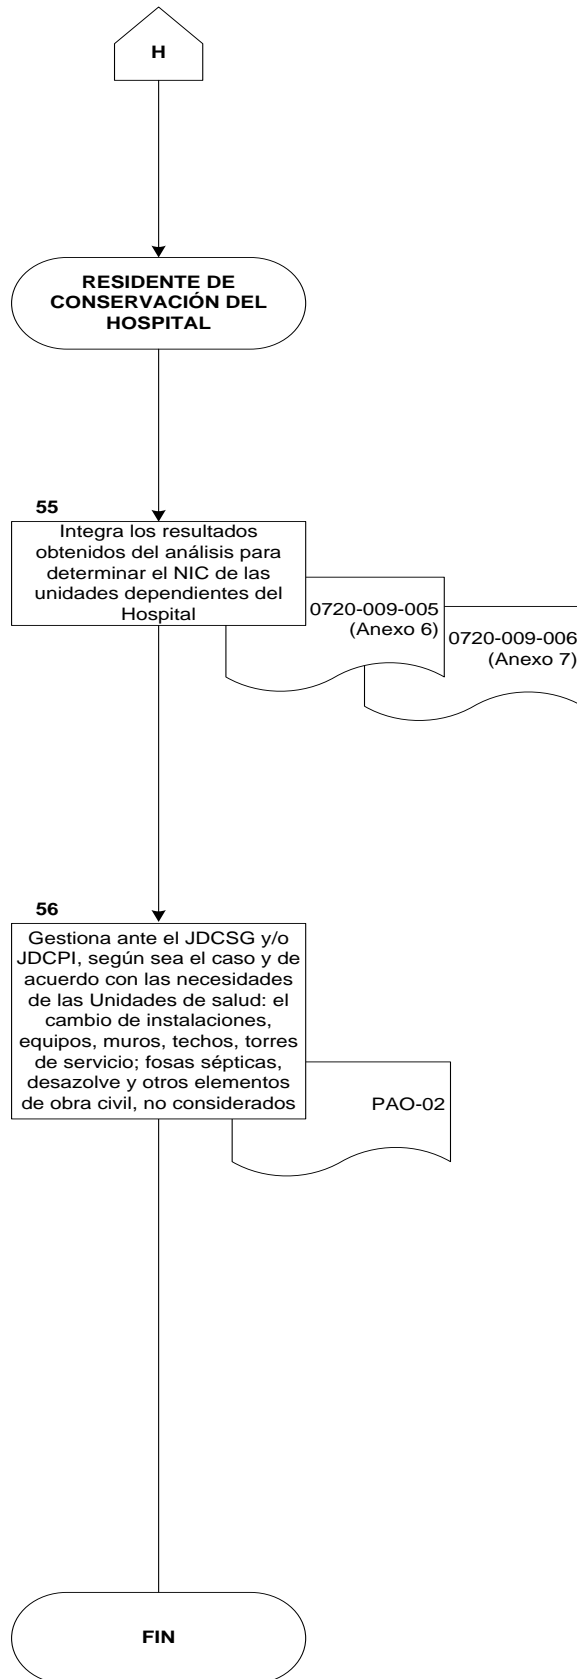 H
RESIDENTE DE
CONSERVACIÓN DEL
HOSPITAL
55
Integra los resultados
obtenidos del análisis para
determinar el NIC de las
unidades dependientes del
Hospital
0720-009-005
(Anexo 6)
0720-009-006
(Anexo 7)
56
Gestiona ante el JDCSG y/o
JDCPI, según sea el caso y de
acuerdo con las necesidades
de las Unidades de salud: el
cambio de instalaciones,
equipos, muros, techos, torres
de servicio; fosas sépticas,
desazolve y otros elementos
de obra civil, no considerados
PAO-02
FIN